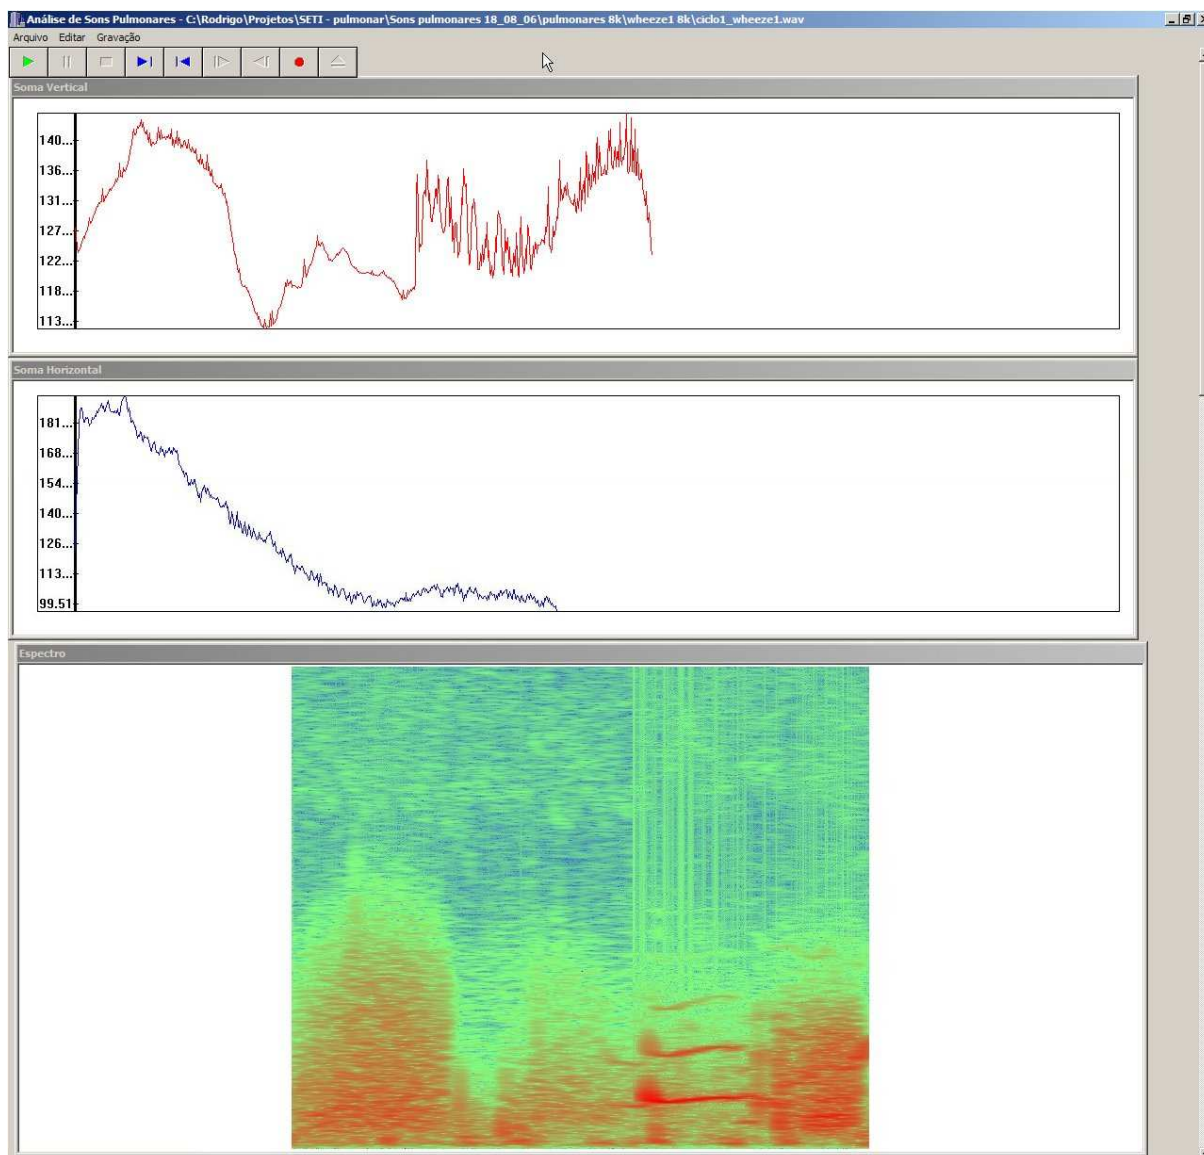 Análise de Sons Pulmonares - C:\Rodrigo\Projetos\SETI - pulmonar\Sons pulmonares 18_08_06\pulmonares 8k\wheeze1 8k\ciclo1_wheeze1.wav
Arquivo Editar Gravação
Soma Vertical
140...
136...
131...
127...
122...
118...
113...
Soma Horizontal
181...
168...
154...
140...
126...
113...
99.51
Espectro